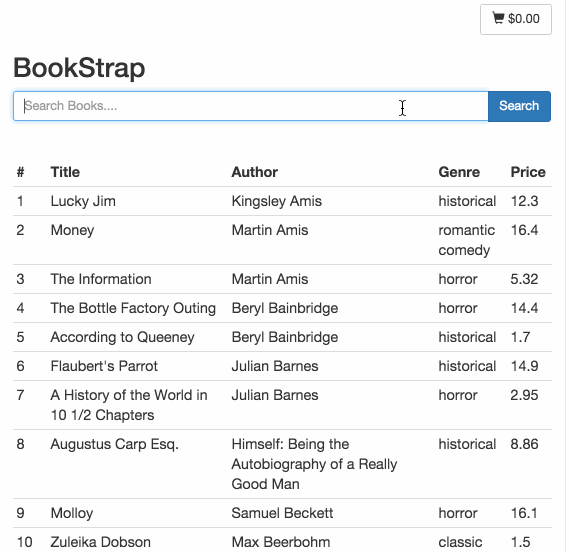 $0.00
BookStrap
Search Books.... Search
# Title Author Genre Price
1 Lucky Jim Kingsley Amis historical 12.3
2 Money Martin Amis romantic 16.4
comedy
3 The Information Martin Amis horror 5.32
4 The Bottle Factory Outing Beryl Bainbridge horror 14.4
5 According to Queeney Beryl Bainbridge historical 1.7
6 Flaubert's Parrot Julian Barnes historical 14.9
7 A History of the World in Julian Barnes horror 2.95
10 1/2 Chapters
8 Augustus Carp Esq. Himself: Being the historical 8.86
Autobiography of a Really
Good Man
9 Molloy Samuel Beckett horror 16.1
10 Zuleika Dobson Max Beerbohm classic 1.5